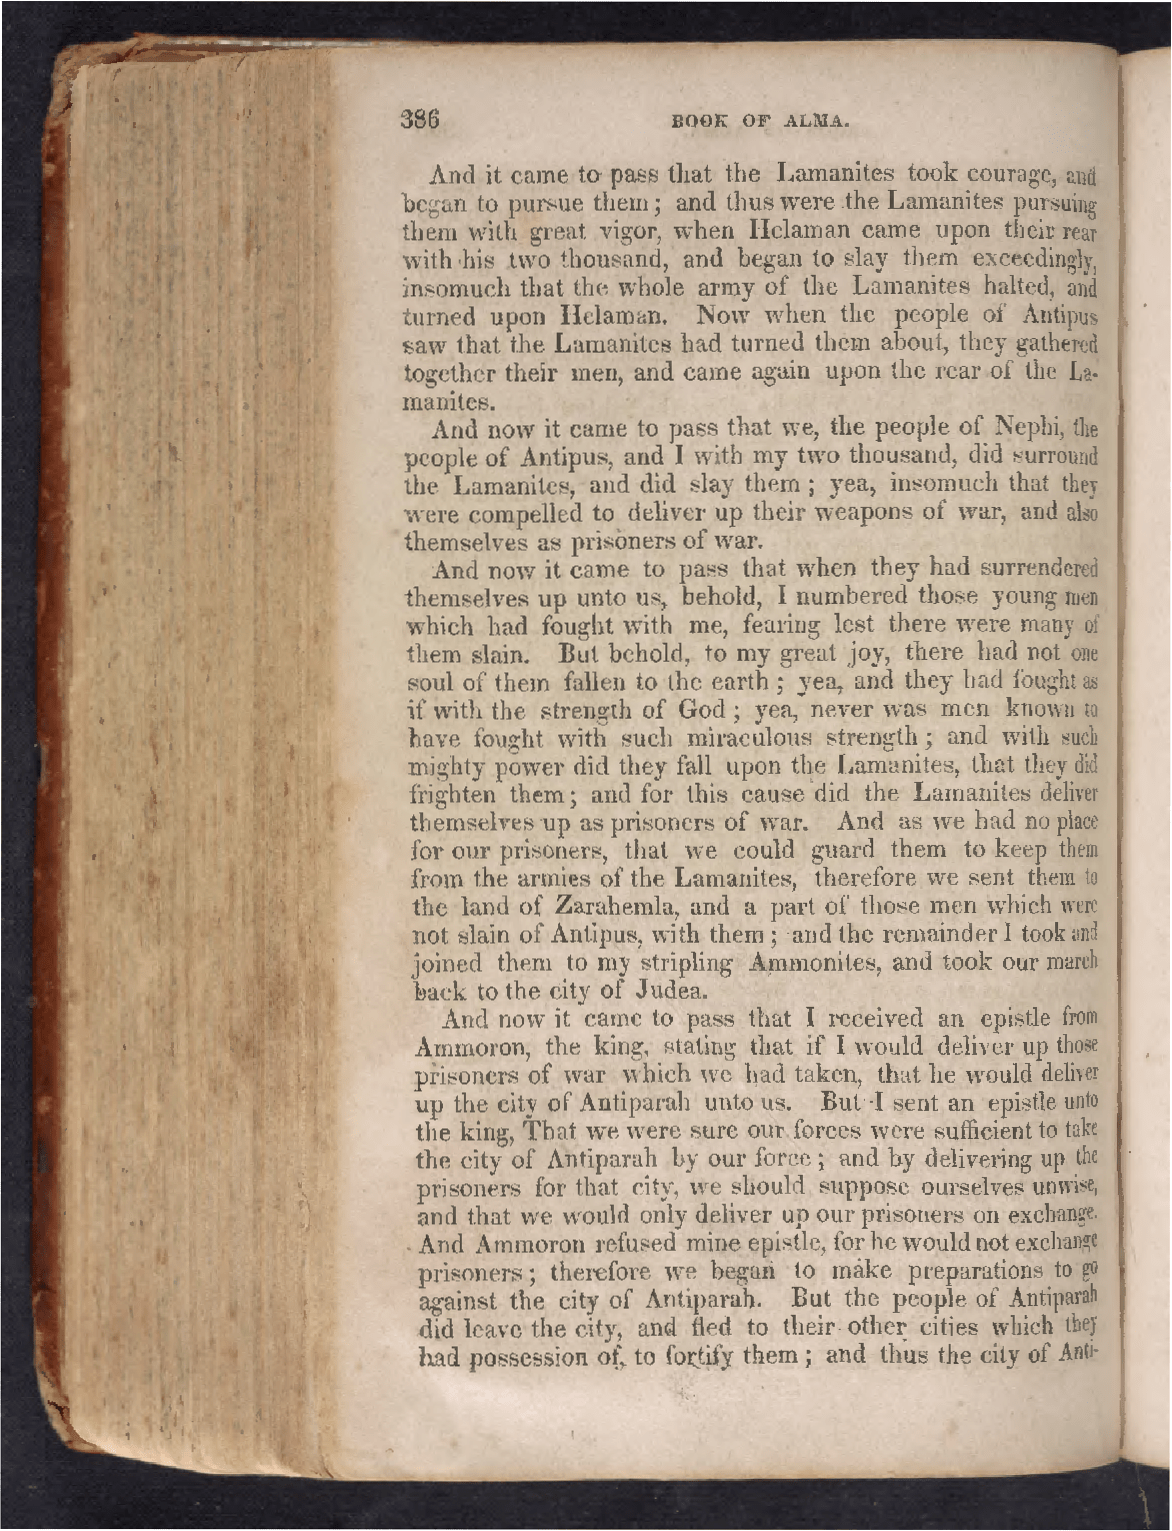 386
BOOK OF ALMA.
And it came to pass that the Lamanites took courage, and
began to pursue them; and thus were the Lamanites pursuing
them with great vigor, when Helaman came upon their rear
with his two thousand, and began to slay them exceedingly,
insomuch that the whole army of the Lamanites halted, and
turned upon Helaman. Now when the people of Antipus
saw that the Lamanites had turned them about, they gathered
together their men, and came again upon the rear of the La-
manites.
And now it came to pass that we, the people of Nephi, the
people of Antipus, and I with my two thousand, did surround
the Lamanites, and did slay them; yea, insomuch that they
were compelled to deliver up their weapons of war, and also
themselves as prisoners of war.
And now it came to pass that when they had surrendered
themselves up unto us, behold, I numbered those young men
which had fought with me, fearing lest there were many of
them slain. But behold, to my great joy, there had not one
soul of them fallen to the earth; yea, and they had fought as
if with the strength of God; yea, never was men known to
have fought with such miraculous strength; and with such
mighty power did they fall upon the Lamanites, that they did
frighten them; and for this cause did the Lamanites deliver
themselves up as prisoners of war. And as we had no place
for our prisoners, that we could guard them to keep them
from the armies of the Lamanites, therefore we sent them to
the land of Zarahemla, and a part of those men which were
not slain of Antipus, with them; and the remainder I took and
joined them to my stripling Ammonites, and took our march
back to the city of Judea.
And now it came to pass that I received an epistle from
Ammoron, the king, stating that if I would deliver up those
prisoners of war which we had taken, that he would deliver
up the city of Antiparah unto us. But I sent an epistle unto
the king, That we were sure our forces were sufficient to take
the city of Antiparah by our force; and by delivering up the
prisoners for that city, we should suppose ourselves unwise,
and that we would only deliver up our prisoners on exchange.
And Ammoron refused mine epistle, for he would not exchange
prisoners; therefore we began to make preparations to go
against the city of Antiparah. But the people of Antiparah
did leave the city, and fled to their other cities which they
had possession of, to fortify them; and thus the city of Anti-